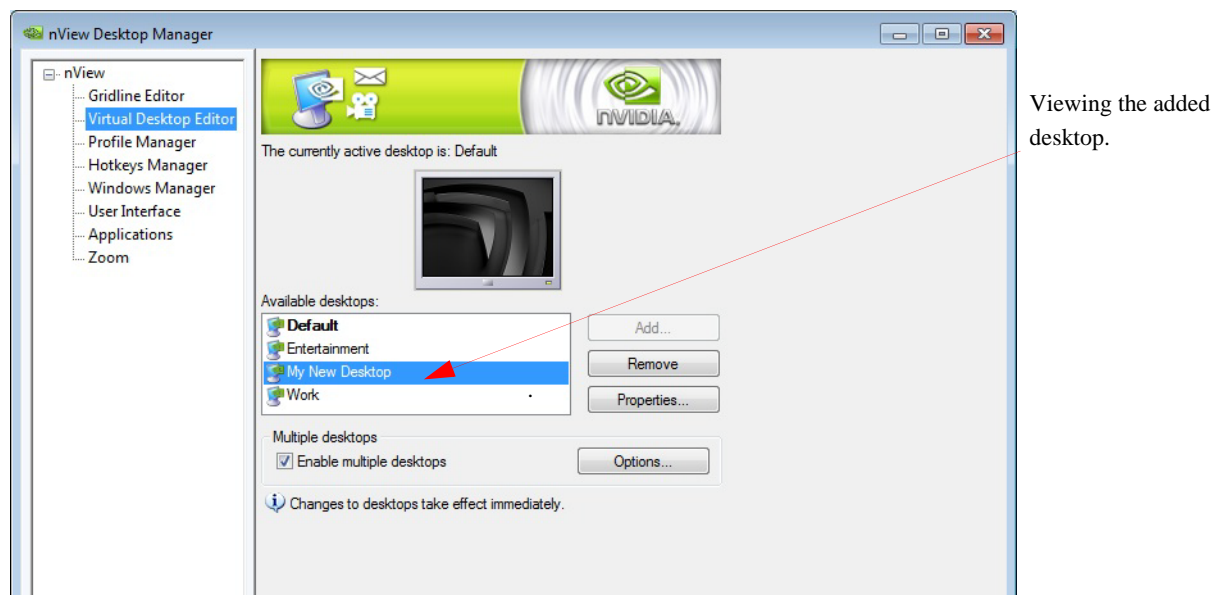 nView Desktop Manager
nView
Gridline Editor
Virtual Desktop Editor
Profile Manager
Hotkeys Manager
Windows Manager
User Interface
Applications
Zoom
NVIDIA.
The currently active desktop is: Default
Available desktops:
Default
Entertainment
My New Desktop
Work
Add...
Remove
Properties...
Multiple desktops
Enable multiple desktops
Options...
Changes to desktops take effect immediately.
Viewing the added
desktop.